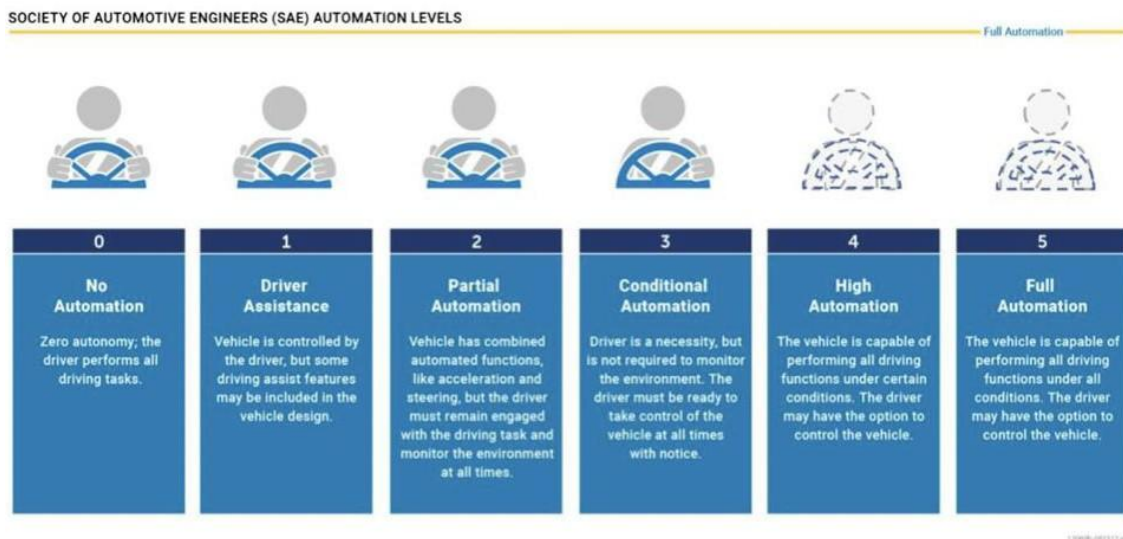 SOCIETY OF AUTOMOTIVE ENGINEERS (SAE) AUTOMATION LEVELS
Full Automation
0
No
Automation
Zero autonomy; the
driver performs all
driving tasks.
1
Driver
Assistance
Vehicle is controlled by
the driver, but some
driving assist features
may be included in the
vehicle design.
2
Partial
Automation
Vehicle has combined
automated functions,
like acceleration and
steering, but the driver
must remain engaged
with the driving task and
monitor the environment
at all times.
3
Conditional
Automation
Driver is a necessity, but
is not required to monitor
the environment. The
driver must be ready to
take control of the
vehicle at all times
with notice.
4
High
Automation
The vehicle is capable of
performing all driving
functions under certain
conditions. The driver
may have the option to
control the vehicle.
5
Full
Automation
The vehicle is capable of
performing all driving
functions under all
conditions. The driver
may have the option to
control the vehicle.